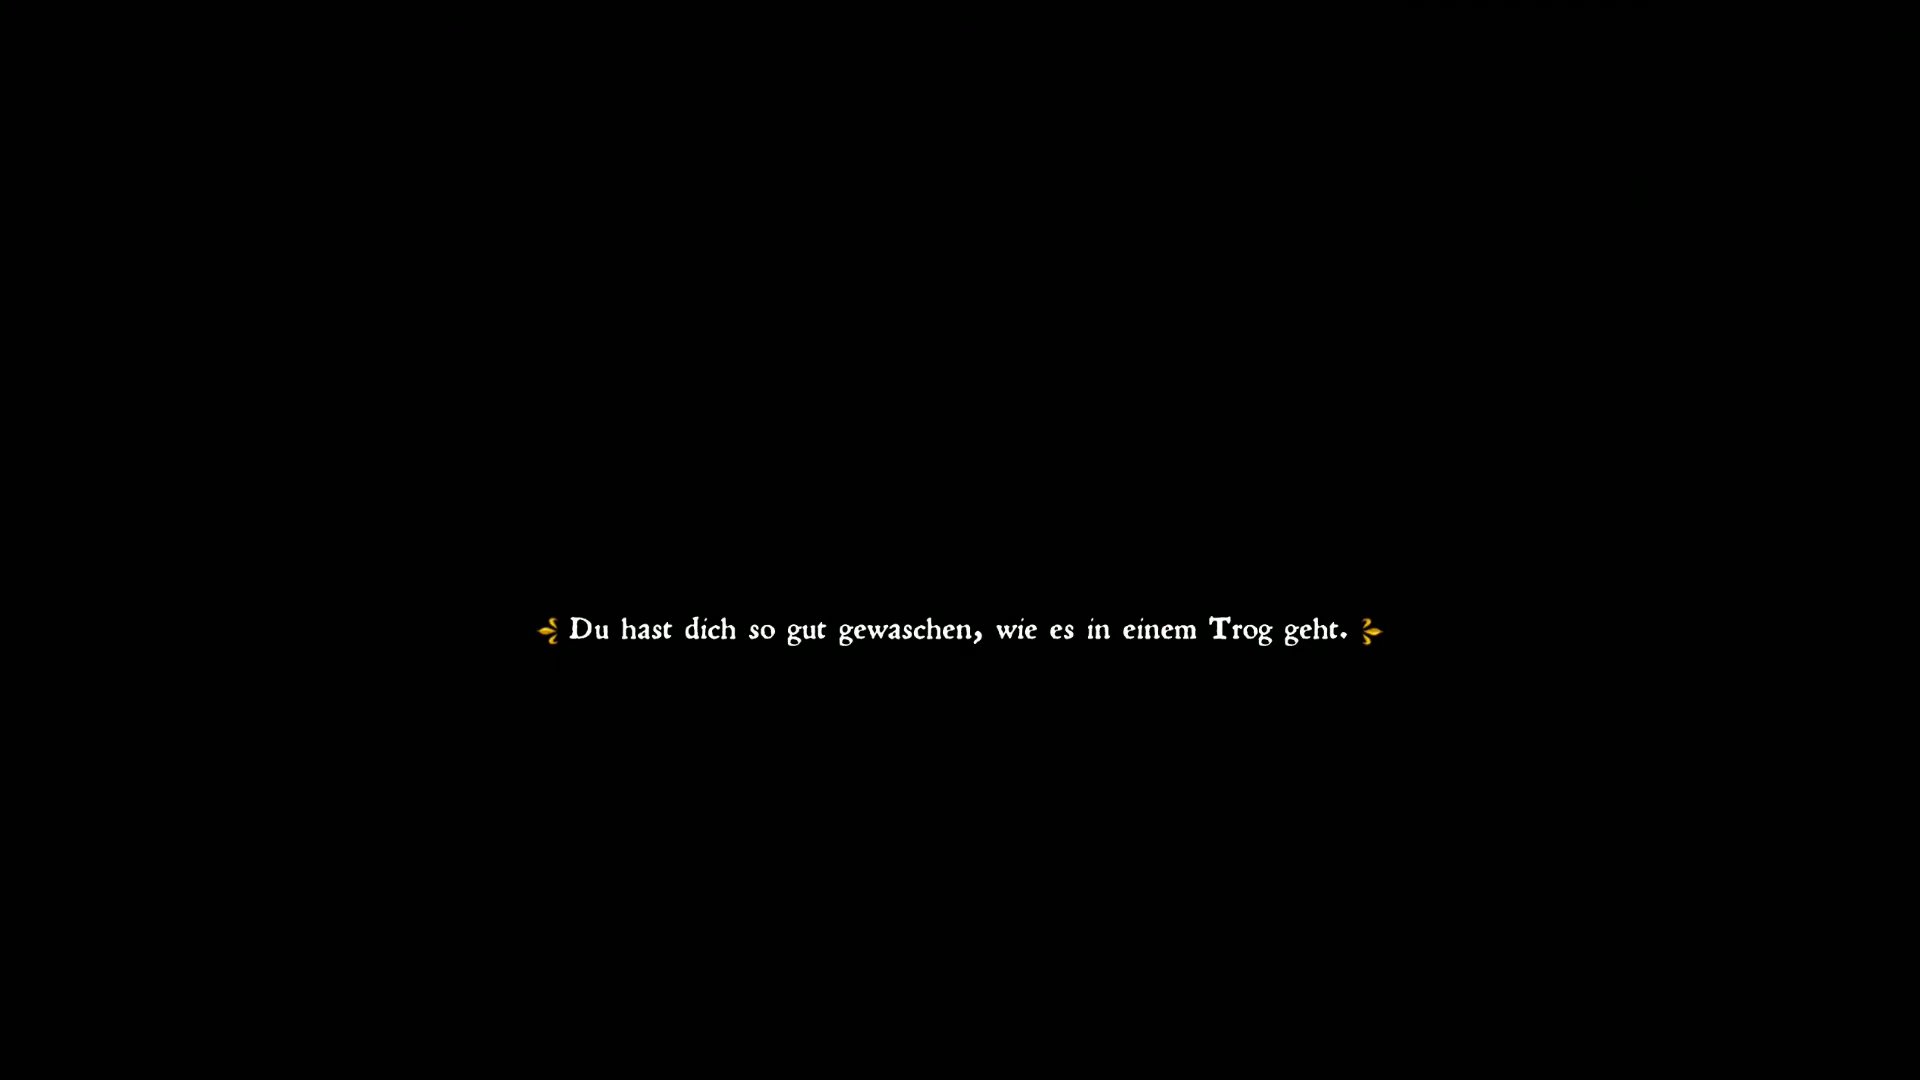 Du hast dich so gut gewaschen, wie es in einem Trog geht.